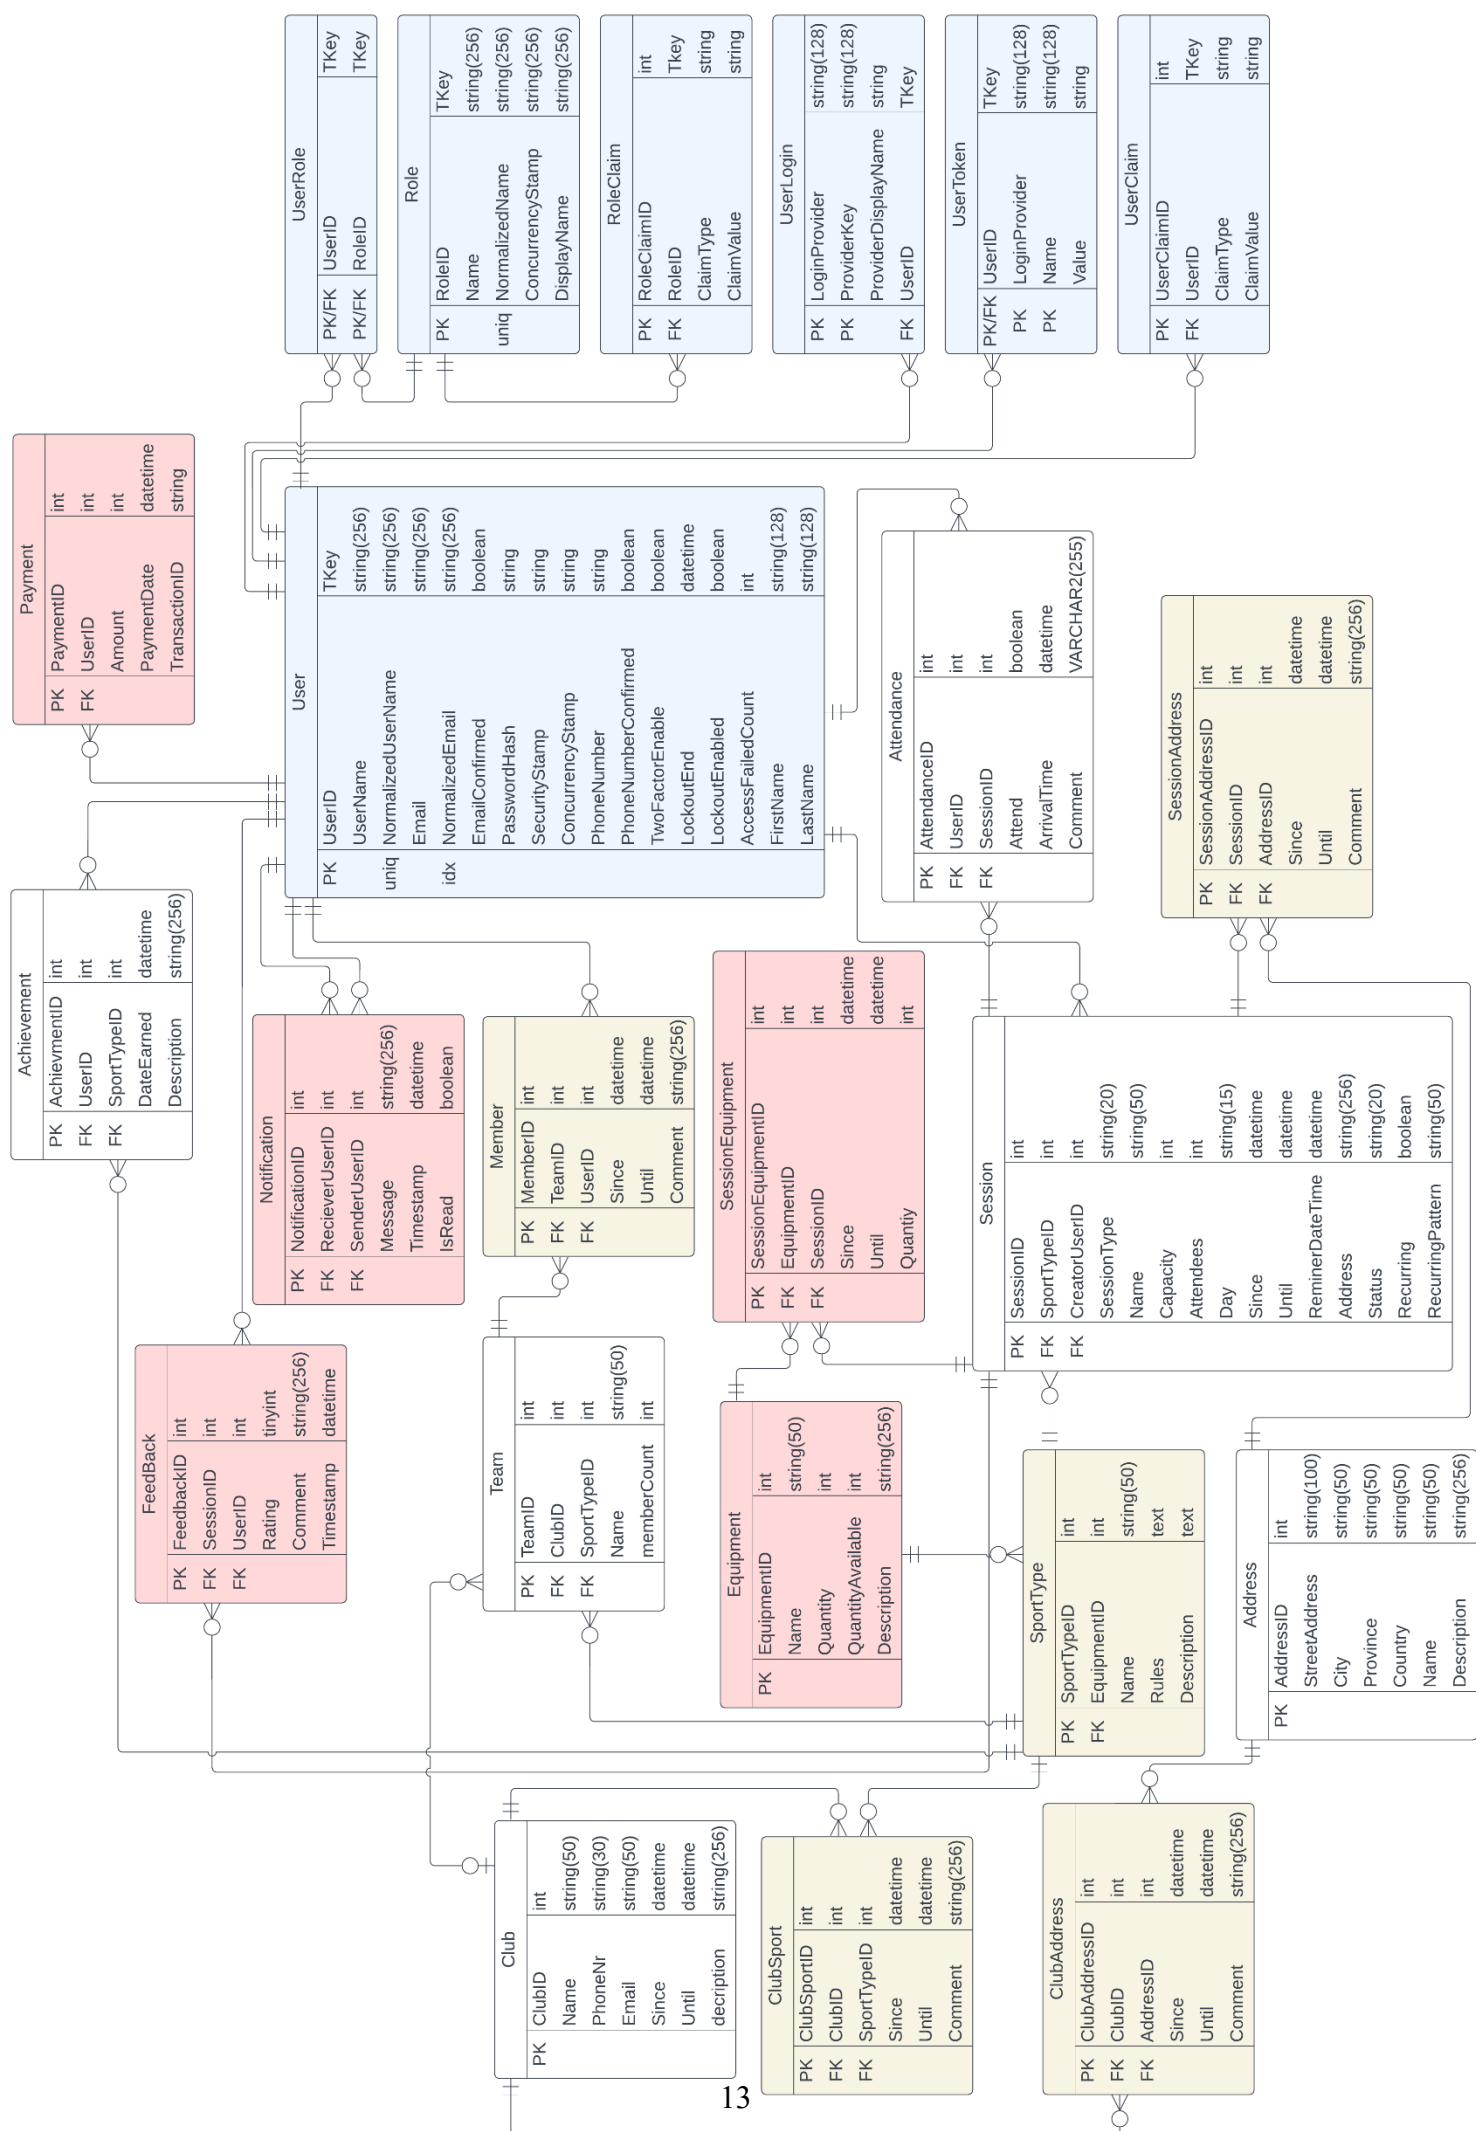 UserRole
PK/FK UserID TKey
PK/FK RoleID TKey
Role
PK RoleID TKey
Name string(256)
uniq NormalizedName string(256)
ConcurrencyStamp string(256)
DisplayName string(256)
RoleClaim
PK RoleClaimID int
FK RoleID Tkey
ClaimType string
ClaimValue string
UserLogin
PK LoginProvider string(128)
PK ProviderKey string(128)
ProviderDisplayName string
FK UserID TKey
UserToken
PK/FK UserID TKey
PK LoginProvider string(128)
PK Name string(128)
Value string
UserClaim
PK UserClaimID int
FK UserID TKey
ClaimType string
ClaimValue string
Payment
PK PaymentID int
FK UserID int
Amount int
PaymentDate datetime
TransactionID string
User
PK UserID TKey
UserName string(256)
uniq NormalizedUserName string(256)
Email string(256)
idx NormalizedEmail string(256)
EmailConfirmed boolean
PasswordHash string
SecurityStamp string
ConcurrencyStamp string
PhoneNumber string
PhoneNumberConfirmed boolean
TwoFactorEnable boolean
LockoutEnd datetime
LockoutEnabled boolean
AccessFailedCount int
FirstName string(128)
LastName string(128)
Attendance
PK AttendanceID int
FK UserID int
FK SessionID int
Attend boolean
ArrivalTime datetime
Comment VARCHAR2(255)
SessionAddress
PK SessionAddressID int
FK SessionID int
FK AddressID int
Since datetime
Until datetime
Comment string(256)
Achievement
PK AchievmentID int
FK UserID int
FK SportTypeID int
DateEarned datetime
Description string(256)
Notification
PK NotificationID int
FK RecieverUserID int
FK SenderUserID int
Message string(256)
Timestamp datetime
IsRead boolean
Member
PK MemberID int
FK TeamID int
FK UserID int
Since datetime
Until datetime
Comment string(256)
SessionEquipment
PK SessionEquipmentID int
FK EquipmentID int
FK SessionID int
Since datetime
Until datetime
Quantiy int
Session
PK SessionID int
FK SportTypeID int
FK CreatorUserID int
SessionType string(20)
Name string(50)
Capacity int
Attendees int
Day string(15)
Since datetime
Until datetime
ReminerDateTime datetime
Address string(256)
Status string(20)
Recurring boolean
RecurringPattern string(50)
FeedBack
PK FeedbackID int
FK SessionID int
FK UserID int
Rating tinyint
Comment string(256)
Timestamp datetime
Team
PK TeamID int
FK ClubID int
FK SportTypeID int
Name string(50)
memberCount int
Equipment
PK EquipmentID int
Name string(50)
Quantity int
QuantityAvailable int
Description string(256)
SportType
PK SportTypeID int
FK EquipmentID int
Name string(50)
Rules text
Description text
Address
PK AddressID int
StreetAddress string(100)
City string(50)
Province string(50)
Country string(50)
Name string(50)
Description string(256)
Club
PK ClubID int
Name string(50)
PhoneNr string(30)
Email string(50)
Since datetime
Until datetime
decription string(256)
ClubSport
PK ClubSportID int
FK ClubID int
FK SportTypeID int
Since datetime
Until datetime
Comment string(256)
ClubAddress
PK ClubAddressID int
FK ClubID int
FK AddressID int
Since datetime
Until datetime
Comment string(256)
13